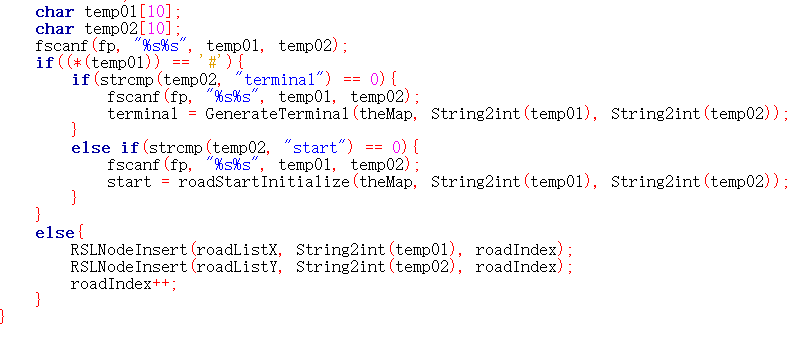 char temp01[10];
char temp02[10];
fscanf(fp, "%s%s", temp01, temp02);
if((*(temp01)) == '#'){
if(strcmp(temp02, "terminal") == 0){
fscanf(fp, "%s%s", temp01, temp02);
terminal = GenerateTerminal(theMap, String2int(temp01), String2int(temp02));
}
else if(strcmp(temp02, "start") == 0){
fscanf(fp, "%s%s", temp01, temp02);
start = roadStartInitialize(theMap, String2int(temp01), String2int(temp02));
}
}
else{
RSLNodeInsert(roadListX, String2int(temp01), roadIndex);
RSLNodeInsert(roadListY, String2int(temp02), roadIndex);
roadIndex++;
}
}